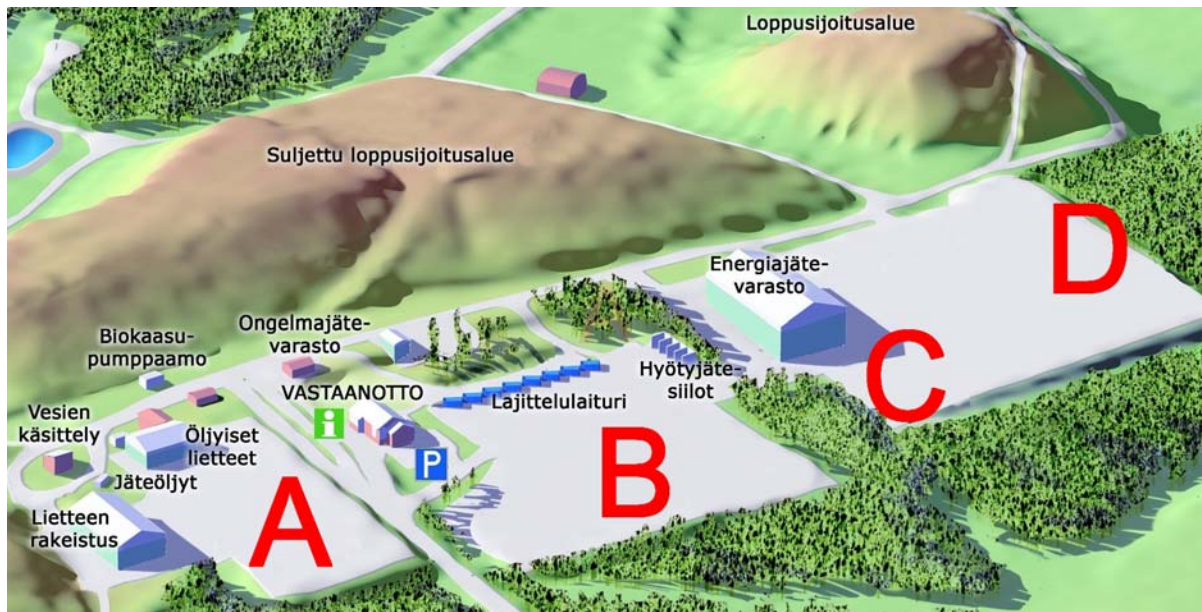 Loppusijoitusalue
Suljettu loppusijoitusalue
D
Energiajäte-
varasto
Ongelmajäte-
varasto
Biokaasu-
pumppaamo
Hyötyjäte-
siilot
C
VASTAANOTTO
Lajittelulaituri
i
Vesien
käsittely
Öljyiset
lietteet
P
B
Jäteöljyt
Lietteen
rakeistus
A